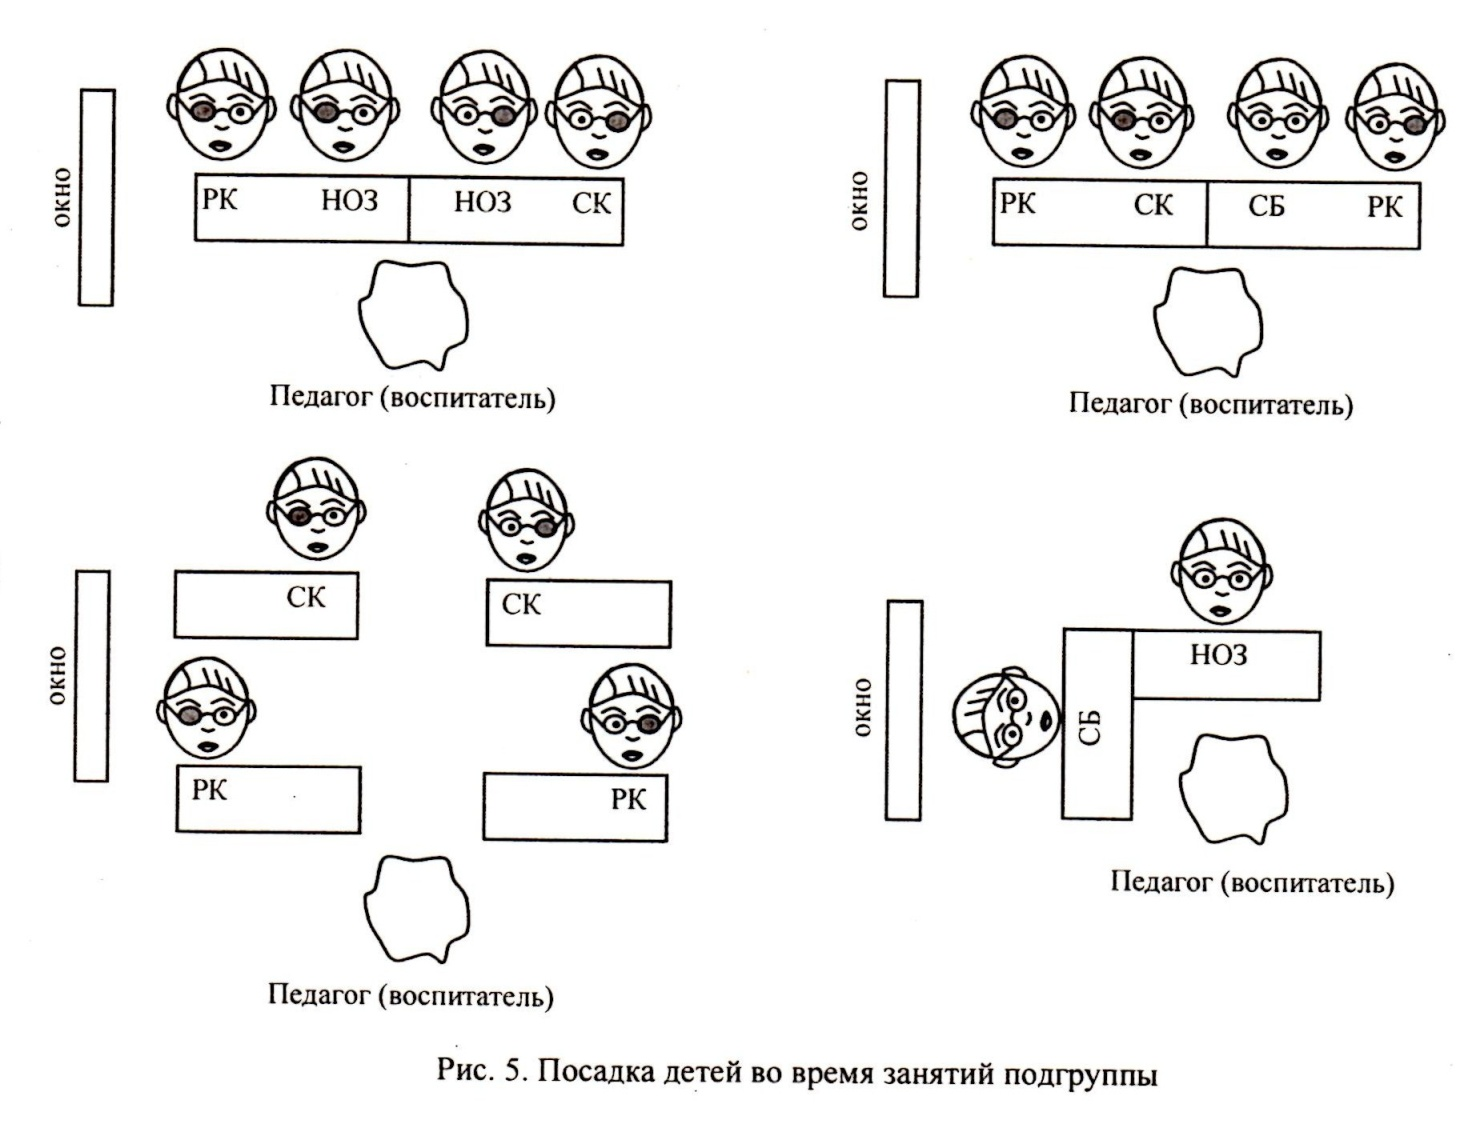 окно
РК НОЗ НОЗ СК
Педагог (воспитатель)
окно
РК СК СБ РК
Педагог (воспитатель)
окно
СК СК
РК РК
Педагог (воспитатель)
окно
НОЗ
СБ
Педагог (воспитатель)
Рис. 5. Посадка детей во время занятий подгруппы